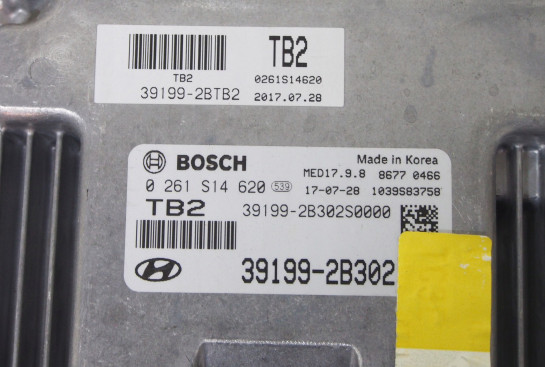 TB2
TB2
0261S14620
39199-2BTB2
2017.07.28
BOSCH
Made in Korea
MED17.9.8 8677 0466
0 261 S14 620 539
17-07-28 1039S83758
TB2
39199-2B302S0000
39199-2B302